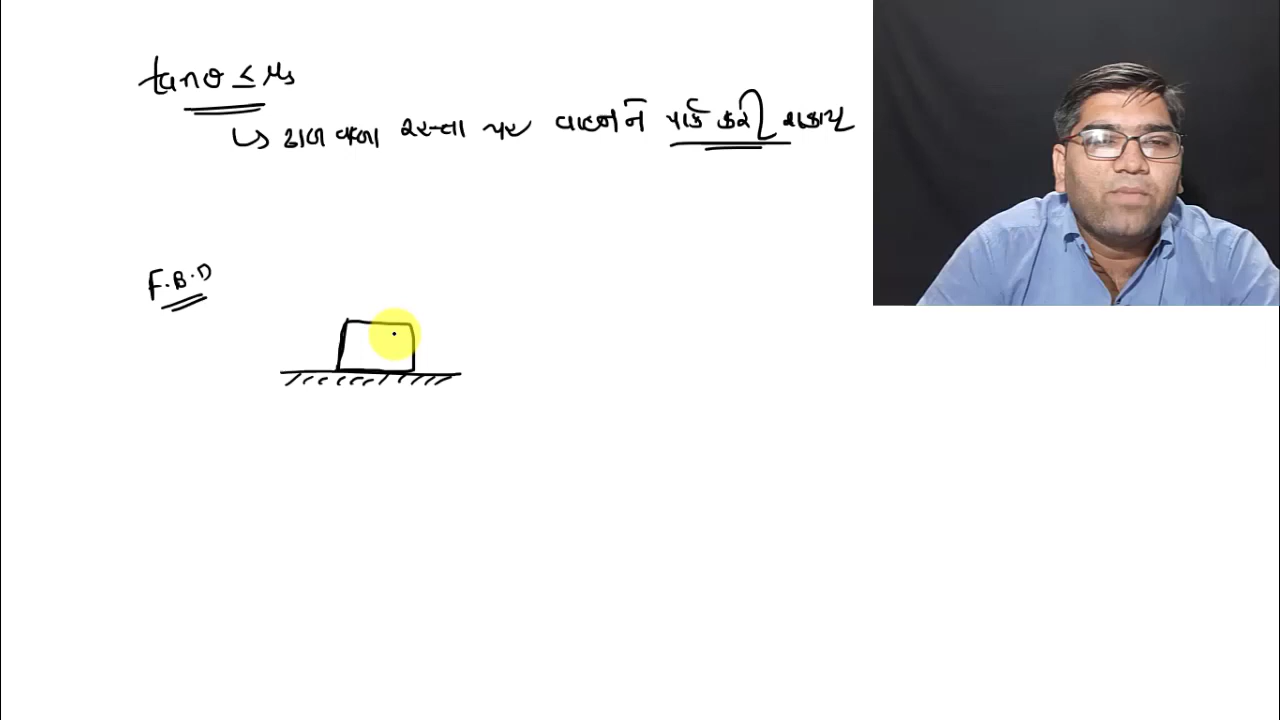 tanθ ≤ μs
↳ ઢાળ વાળા રસ્તા પર વાહનને પાર્ક કરી શકાય
F.B.D